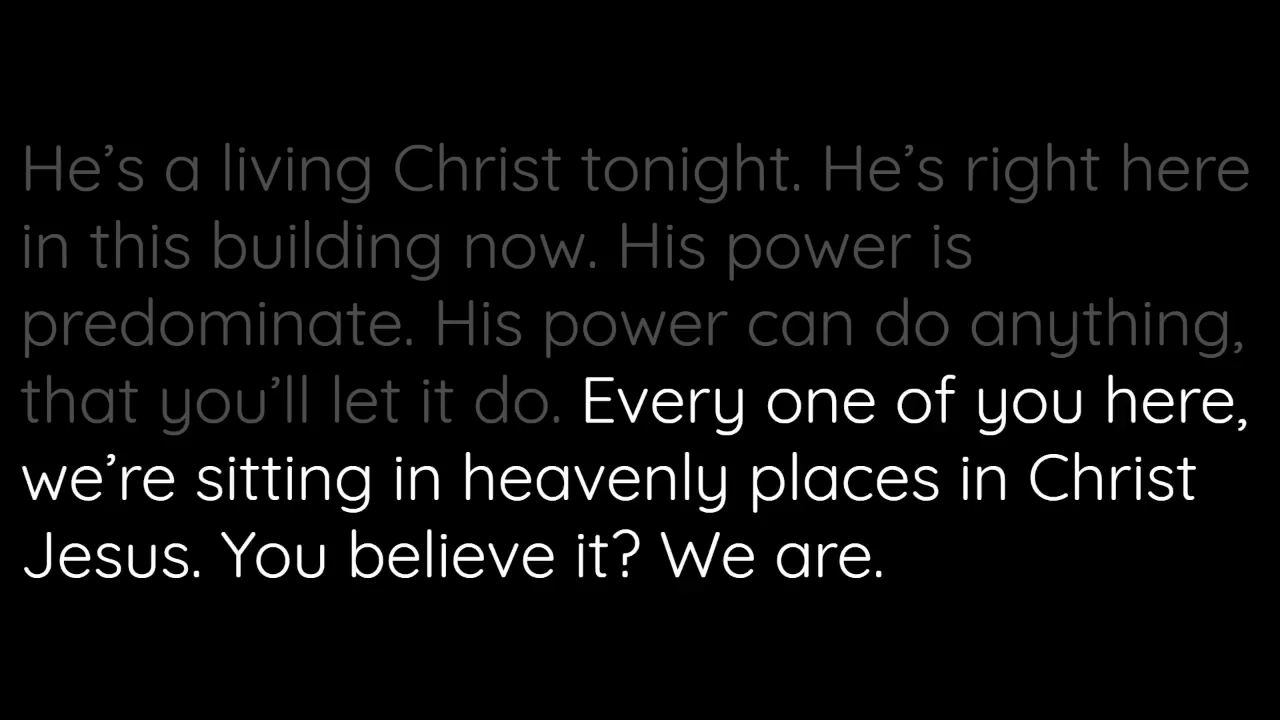 He’s a living Christ tonight. He’s right here
in this building now. His power is
predominate. His power can do anything,
that you’ll let it do. Every one of you here,
we’re sitting in heavenly places in Christ
Jesus. You believe it? We are.